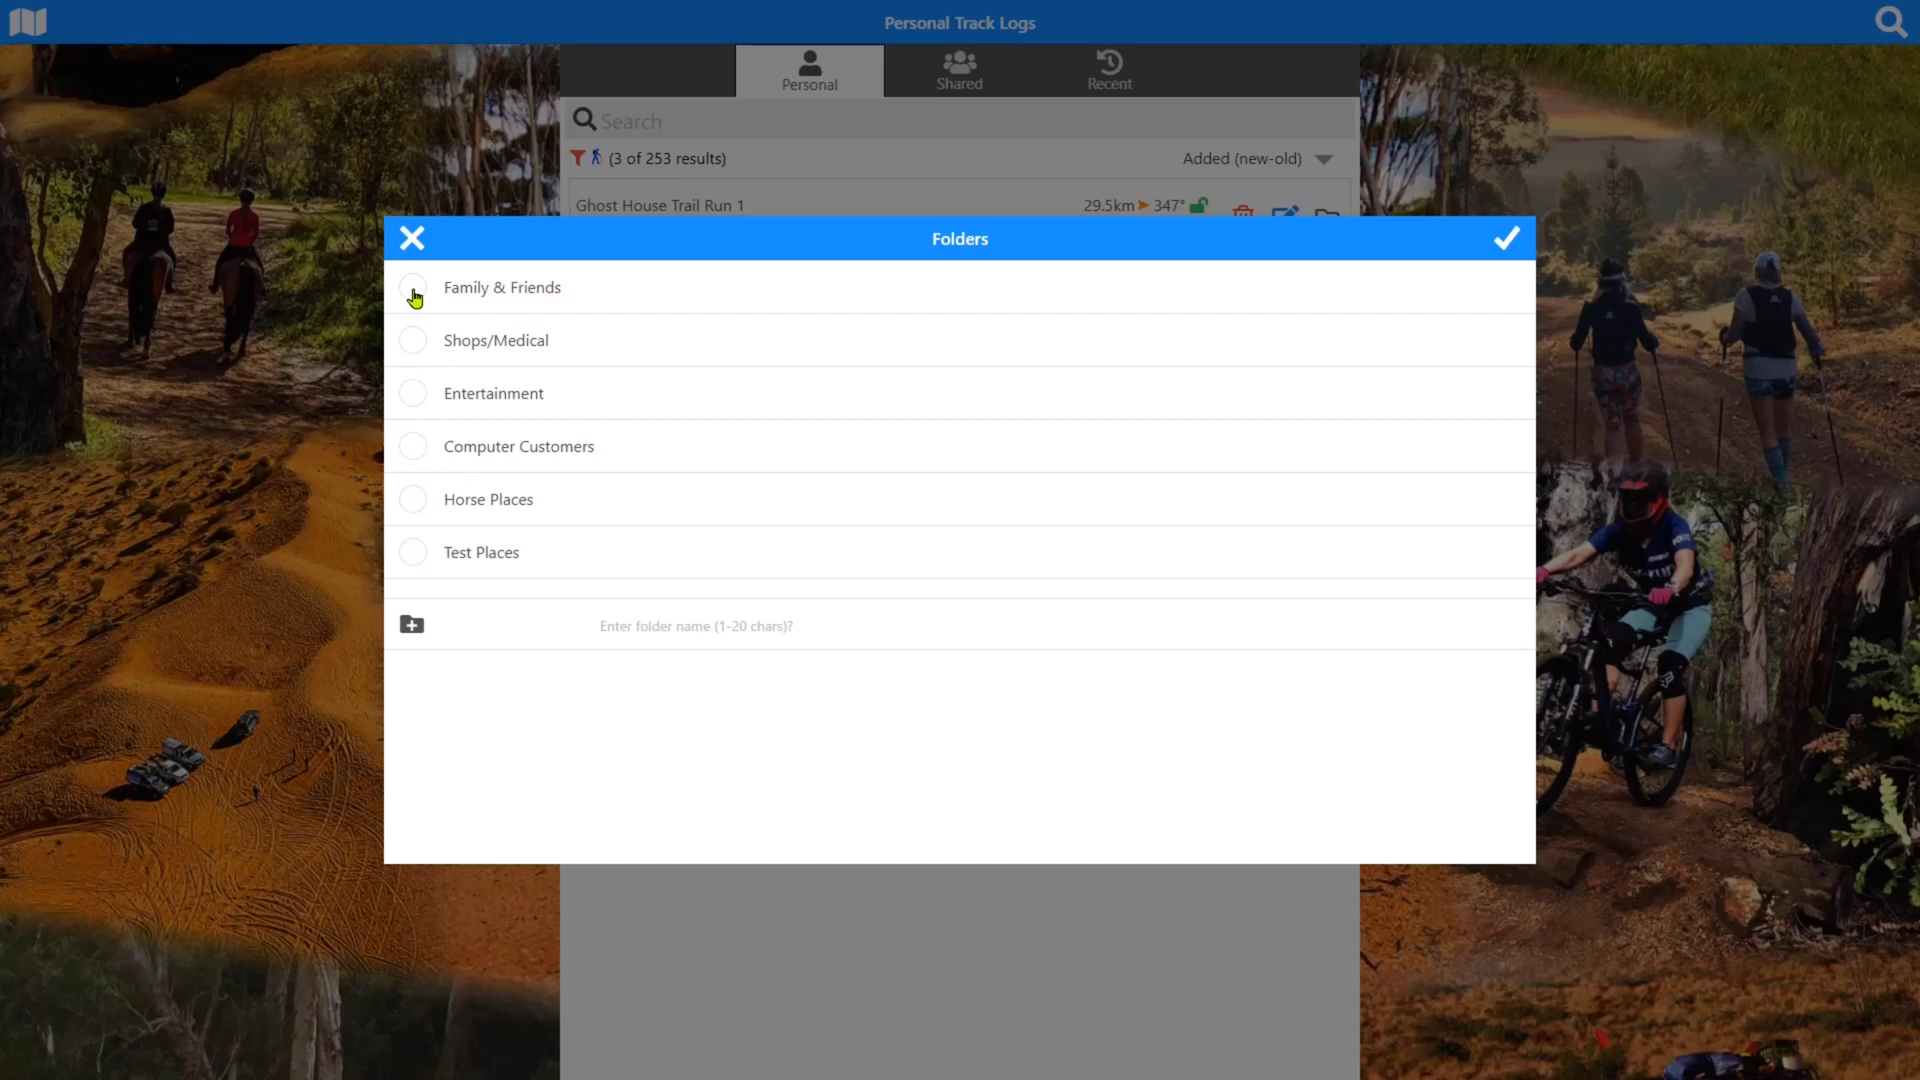 Personal Track Logs
Personal
Shared
Recent
Search
(3 of 253 results)
Added (new-old)
Ghost House Trail Run 1
29.5km
347°
Folders
Family & Friends
Shops/Medical
Entertainment
Computer Customers
Horse Places
Test Places
Enter folder name (1-20 chars)?